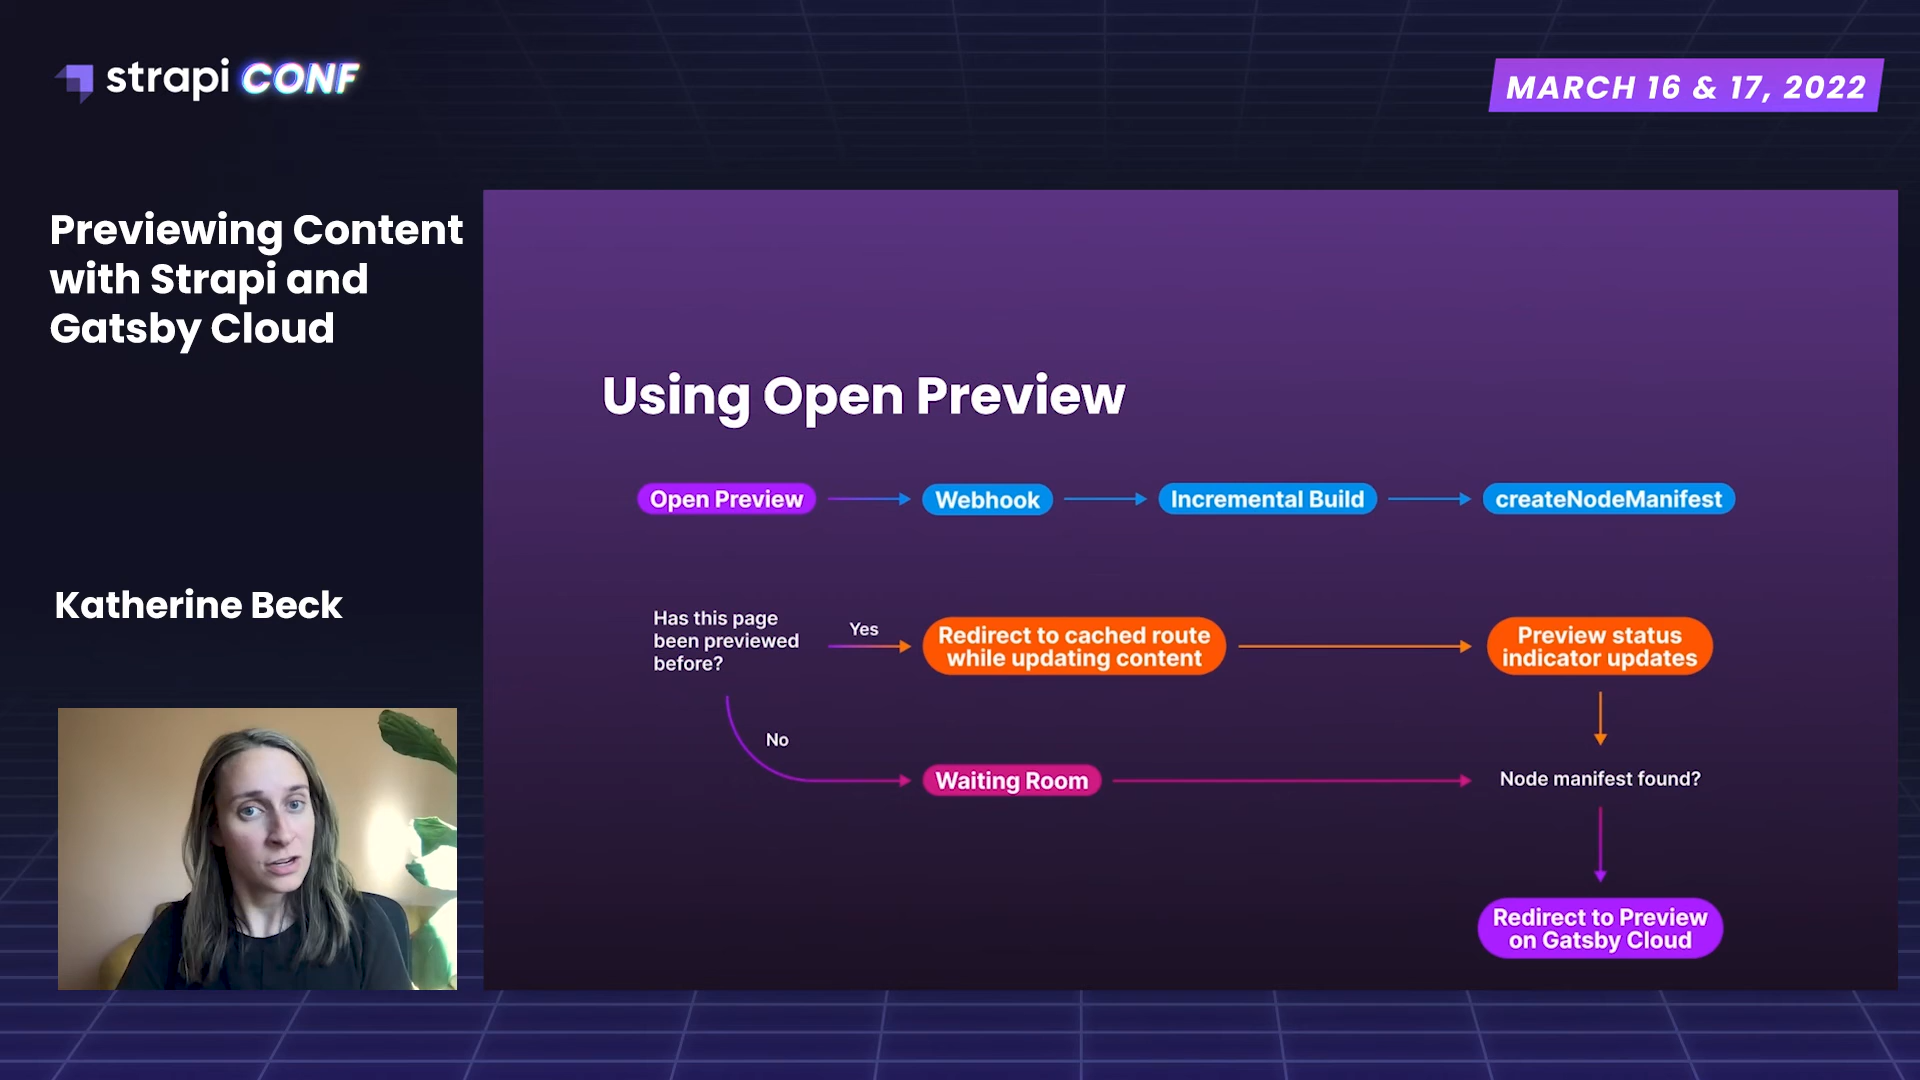 strapi CONF
MARCH 16 & 17, 2022
Previewing Content
with Strapi and
Gatsby Cloud
Katherine Beck
Using Open Preview
Open Preview
Webhook
Incremental Build
createNodeManifest
Has this page
been previewed
before?
Yes
Redirect to cached route
while updating content
Preview status
indicator updates
No
Waiting Room
Node manifest found?
Redirect to Preview
on Gatsby Cloud